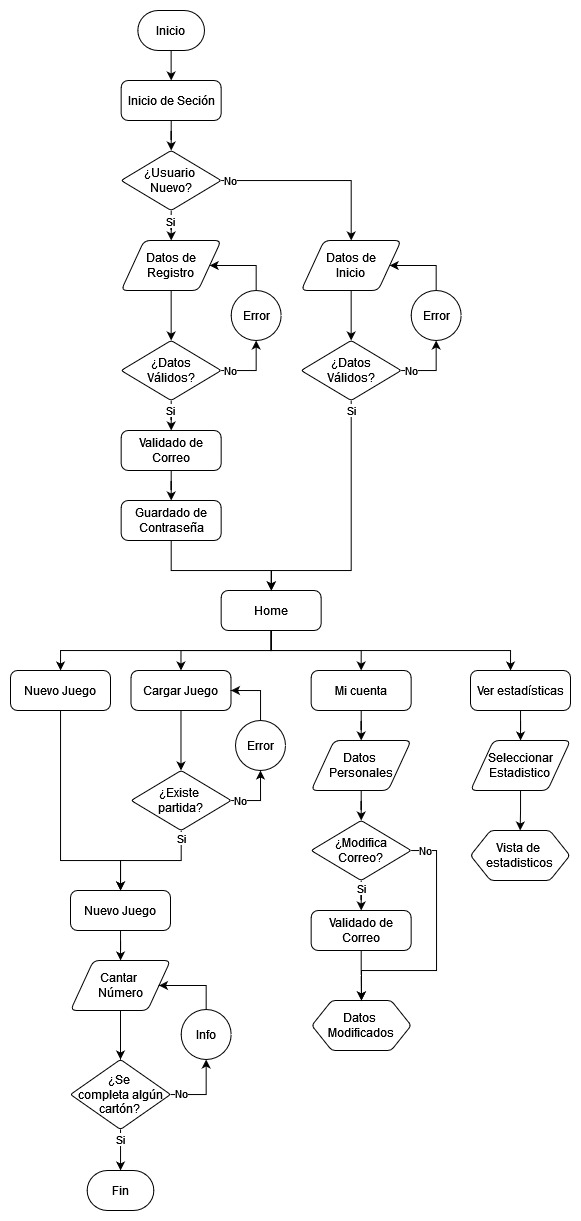 Inicio
Inicio de Seción
¿Usuario
Nuevo?
No
Si
Datos de
Registro
Datos de
Inicio
Error
Error
¿Datos
Válidos?
No
¿Datos
Válidos?
No
Si
Si
Validado de
Correo
Guardado de
Contraseña
Home
Nuevo Juego
Cargar Juego
Mi cuenta
Ver estadísticas
Error
Datos
Personales
Seleccionar
Estadistico
¿Existe
partida?
No
Si
¿Modifica
Correo?
No
Si
Vista de
estadisticos
Nuevo Juego
Validado de
Correo
Cantar
Número
Info
Datos
Modificados
¿Se
completa algún
cartón?
No
Si
Fin